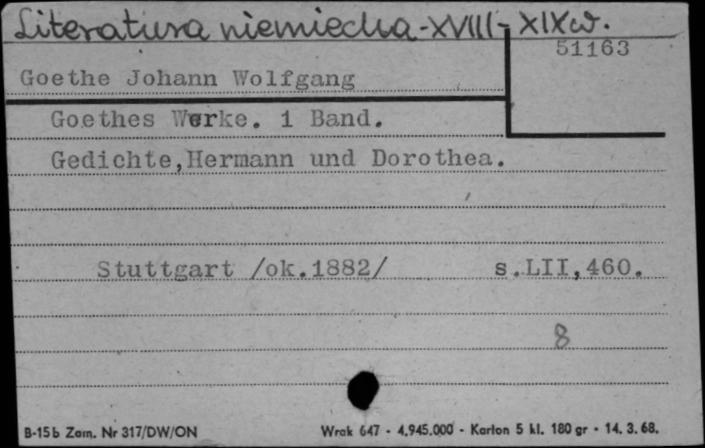 Literatura niemiecka-XVIII-XIXw.
51163
Goethe Johann Wolfgang
Goethes Werke. 1 Band.
Gedichte,Hermann und Dorothea.
Stuttgart /ok.1882/ s.LII,460.
8
B-15b Zam. Nr 317/DW/ON Wrak 647 - 4.945.000 - Karton 5 kl. 180 gr - 14. 3. 68.